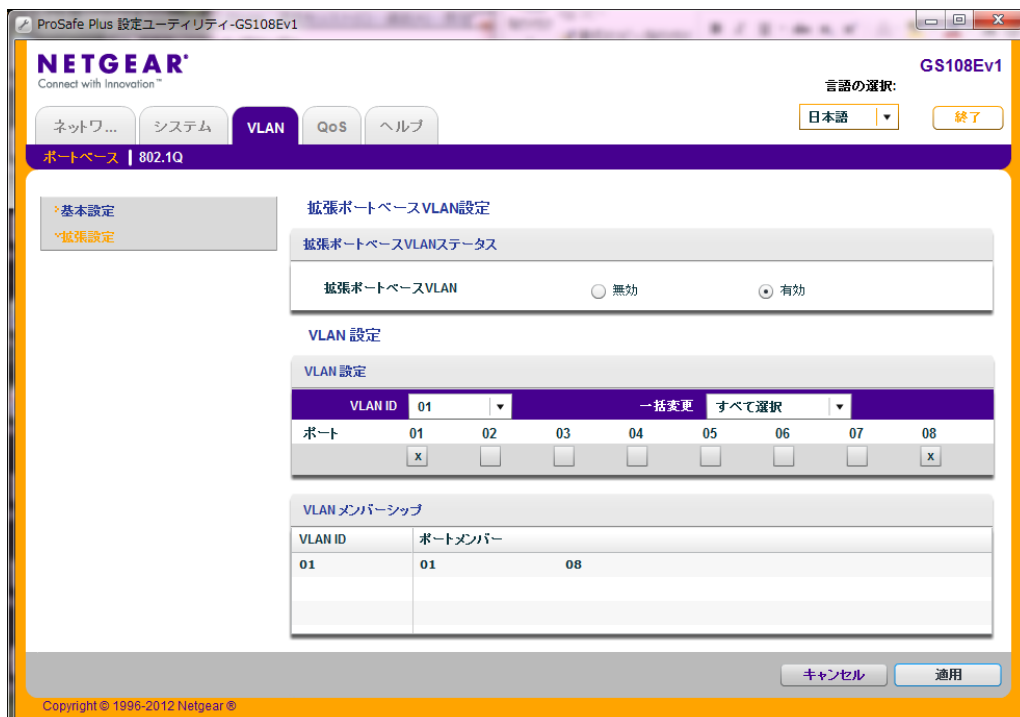 ProSafe Plus 設定ユーティリティ-GS108Ev1
NETGEAR®
Connect with Innovation™
GS108Ev1
言語の選択:
日本語
終了
ネットワ...
システム
VLAN
QoS
ヘルプ
ポートベース | 802.1Q
基本設定
拡張設定
拡張ポートベースVLAN設定
拡張ポートベースVLANステータス
拡張ポートベースVLAN 無効 有効
VLAN 設定
VLAN 設定
VLAN ID 01 一括変更 すべて選択
ポート 01 02 03 04 05 06 07 08
x x
VLAN メンバーシップ
VLAN ID ポートメンバー
01 01 08
キャンセル 適用
Copyright © 1996-2012 Netgear ®